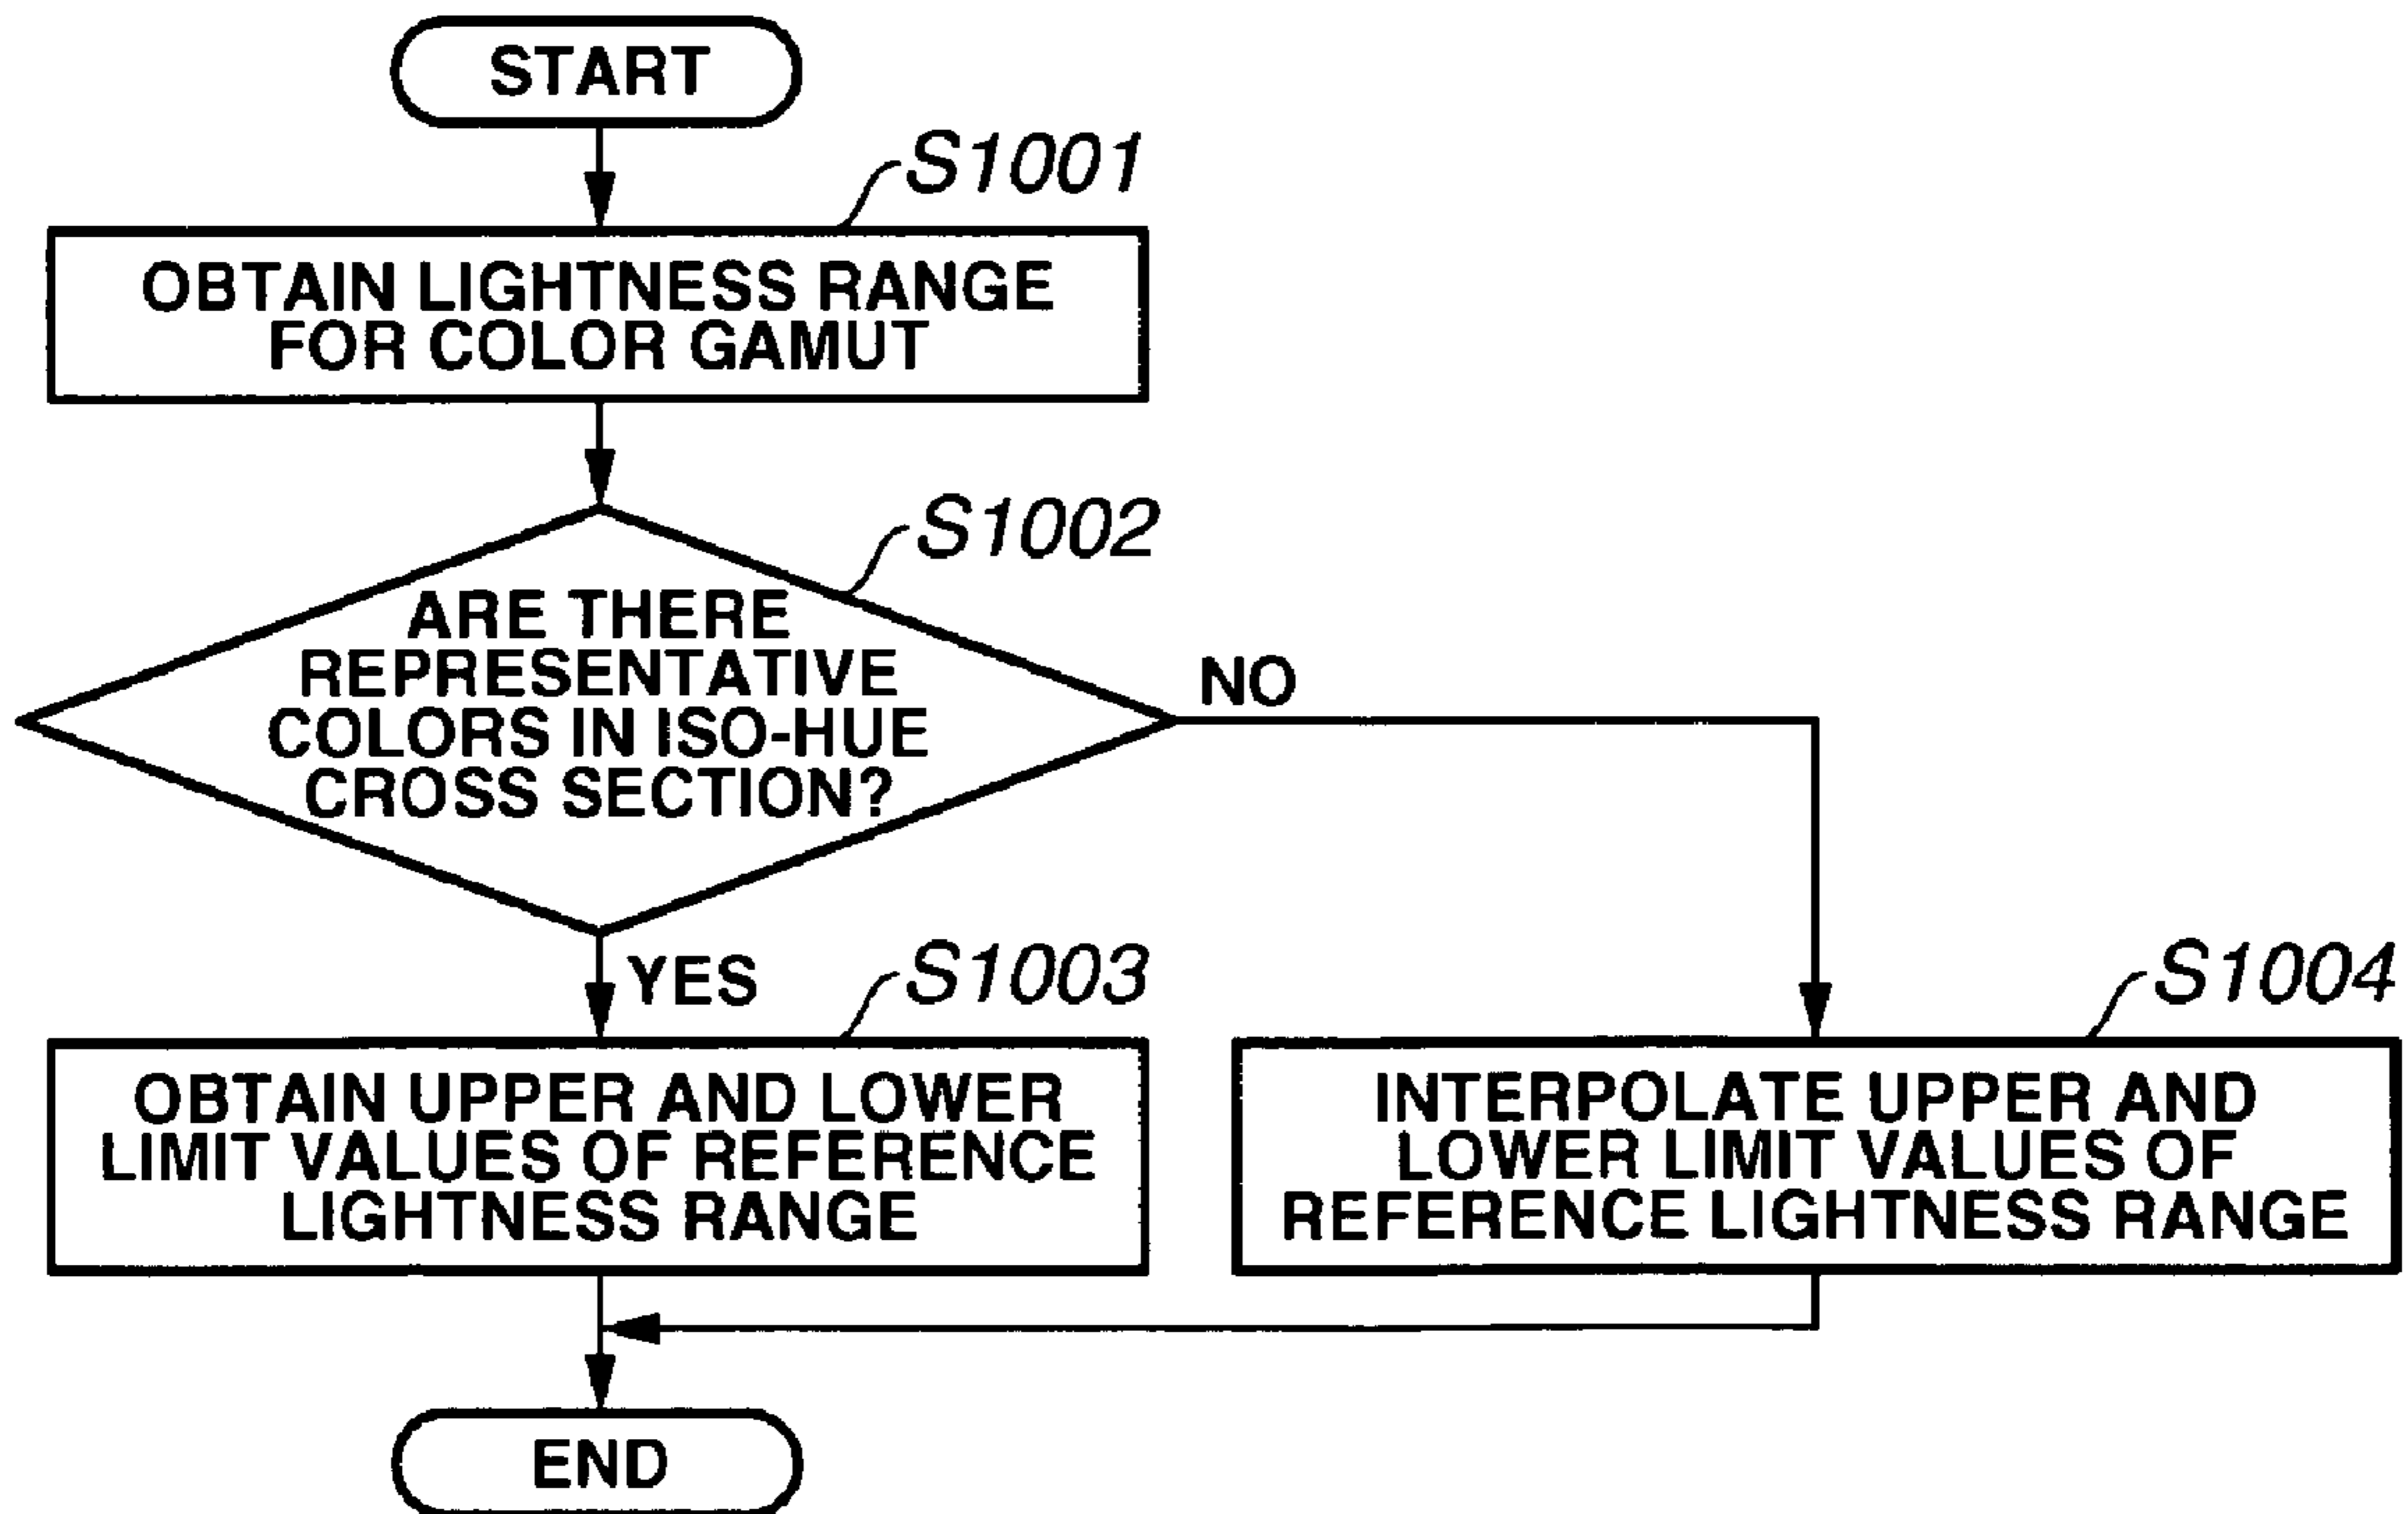 START
S1001
OBTAIN LIGHTNESS RANGE
FOR COLOR GAMUT
S1002
ARE THERE
REPRESENTATIVE
COLORS IN ISO-HUE
CROSS SECTION?
NO
YES
S1003
OBTAIN UPPER AND LOWER
LIMIT VALUES OF REFERENCE
LIGHTNESS RANGE
S1004
INTERPOLATE UPPER AND
LOWER LIMIT VALUES OF
REFERENCE LIGHTNESS RANGE
END